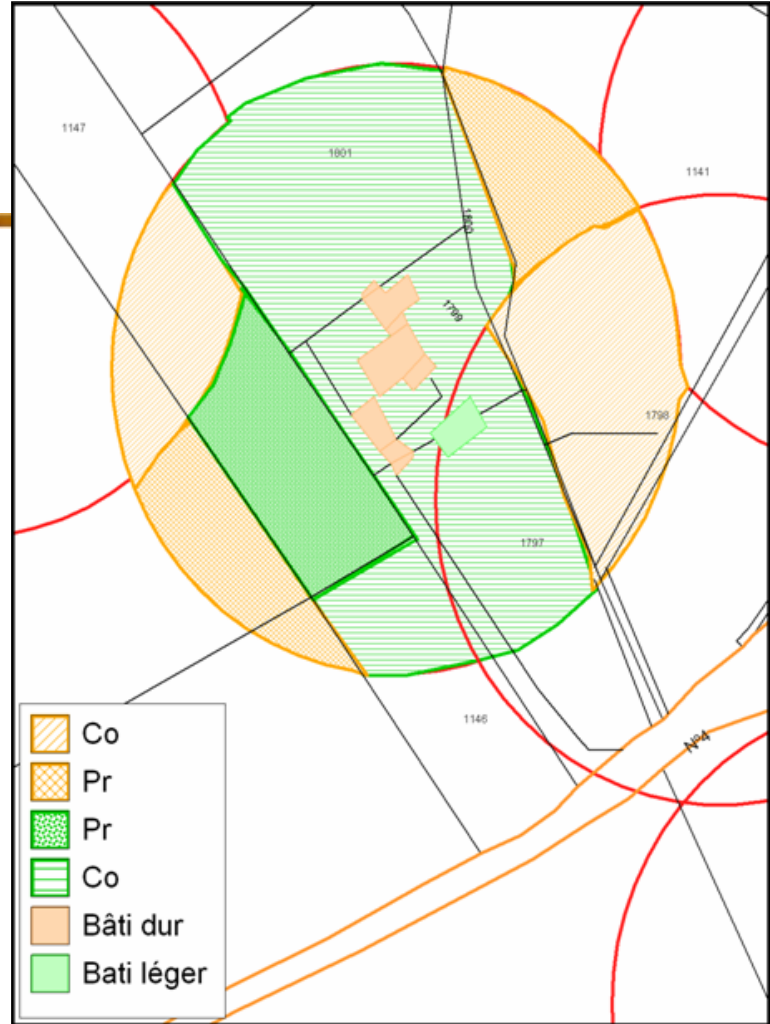 1147
1801
1141
1800
1799
1798
1797
1146
N°4
Co
Pr
Pr
Co
Bâti dur
Bati léger